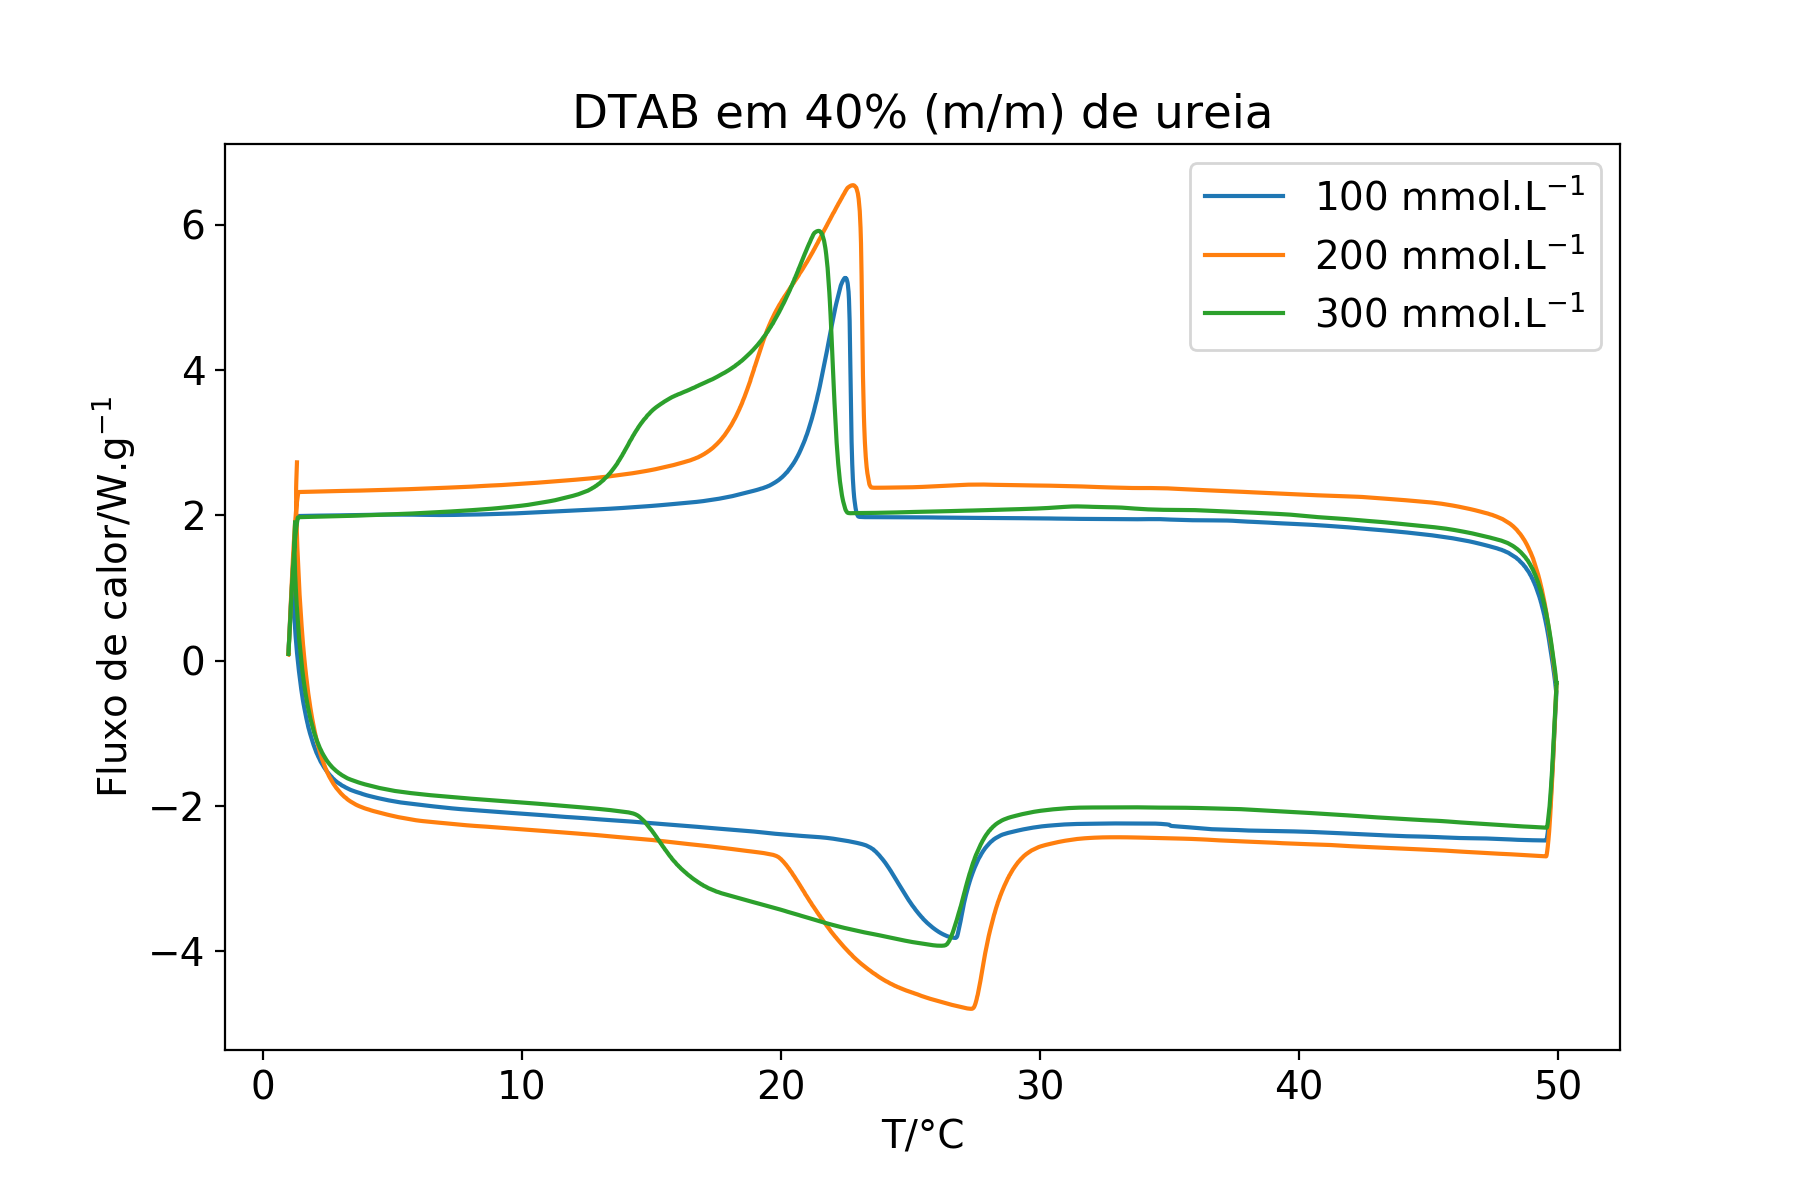 DTAB em 40% (m/m) de ureia
100 mmol.L⁻¹
200 mmol.L⁻¹
300 mmol.L⁻¹
Fluxo de calor/W.g⁻¹
6
4
2
0
−2
−4
0 10 20 30 40 50
T/°C